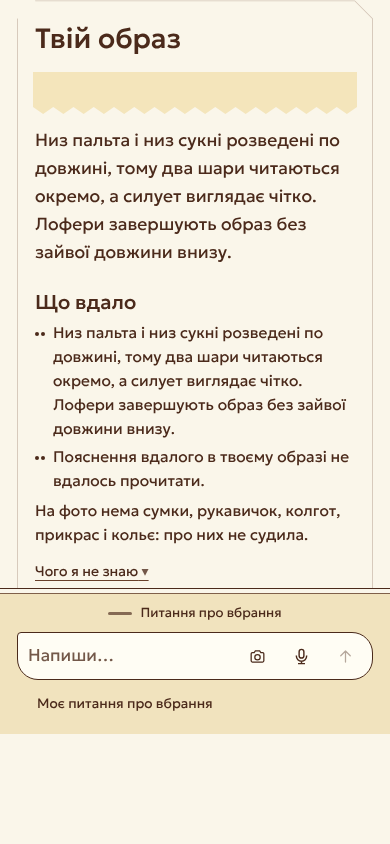 Твій образ
Низ пальта і низ сукні розведені по
довжині, тому два шари читаються
окремо, а силует виглядає чітко.
Лофери завершують образ без
зайвої довжини внизу.
Що вдало
•• Низ пальта і низ сукні розведені по
довжині, тому два шари читаються
окремо, а силует виглядає чітко.
Лофери завершують образ без зайвої
довжини внизу.
•• Пояснення вдалого в твоєму образі не
вдалось прочитати.
На фото нема сумки, рукавичок, колгот,
прикрас і кольє: про них не судила.
Чого я не знаю ▾
Питання про вбрання
Напиши...
Моє питання про вбрання